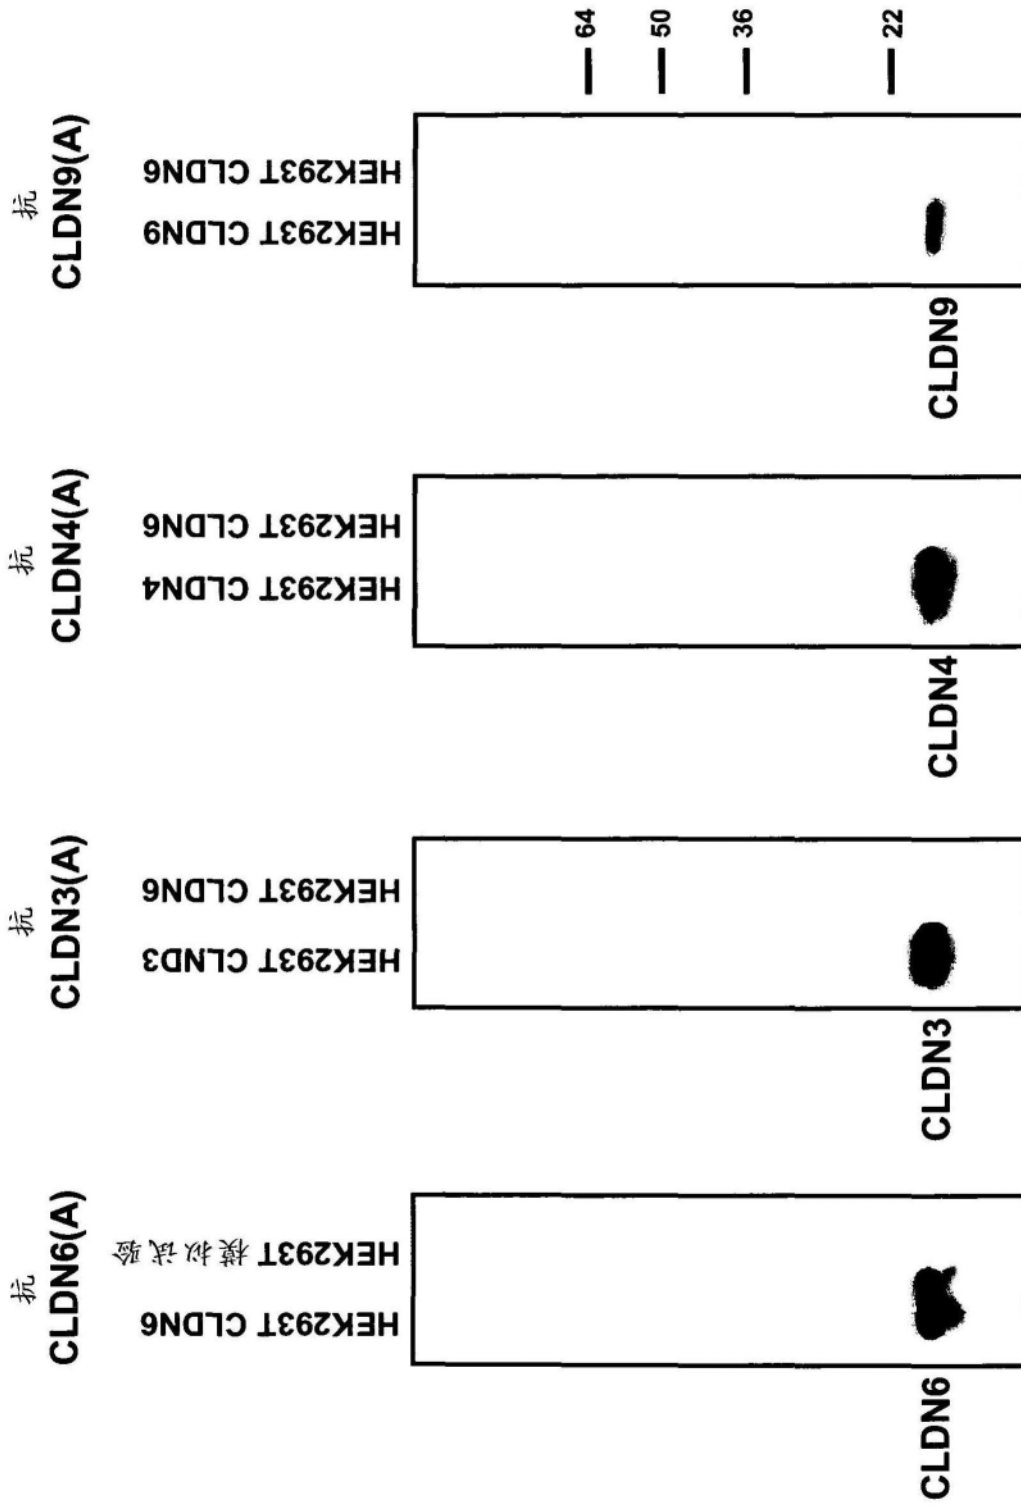 抗
CLDN6(A)
HEK293T CLDN6
HEK293T 模拟试验
CLDN6
抗
CLDN3(A)
HEK293T CLND3
HEK293T CLDN6
CLDN3
抗
CLDN4(A)
HEK293T CLDN4
HEK293T CLDN6
CLDN4
抗
CLDN9(A)
HEK293T CLDN9
HEK293T CLDN6
CLDN9
64
50
36
22